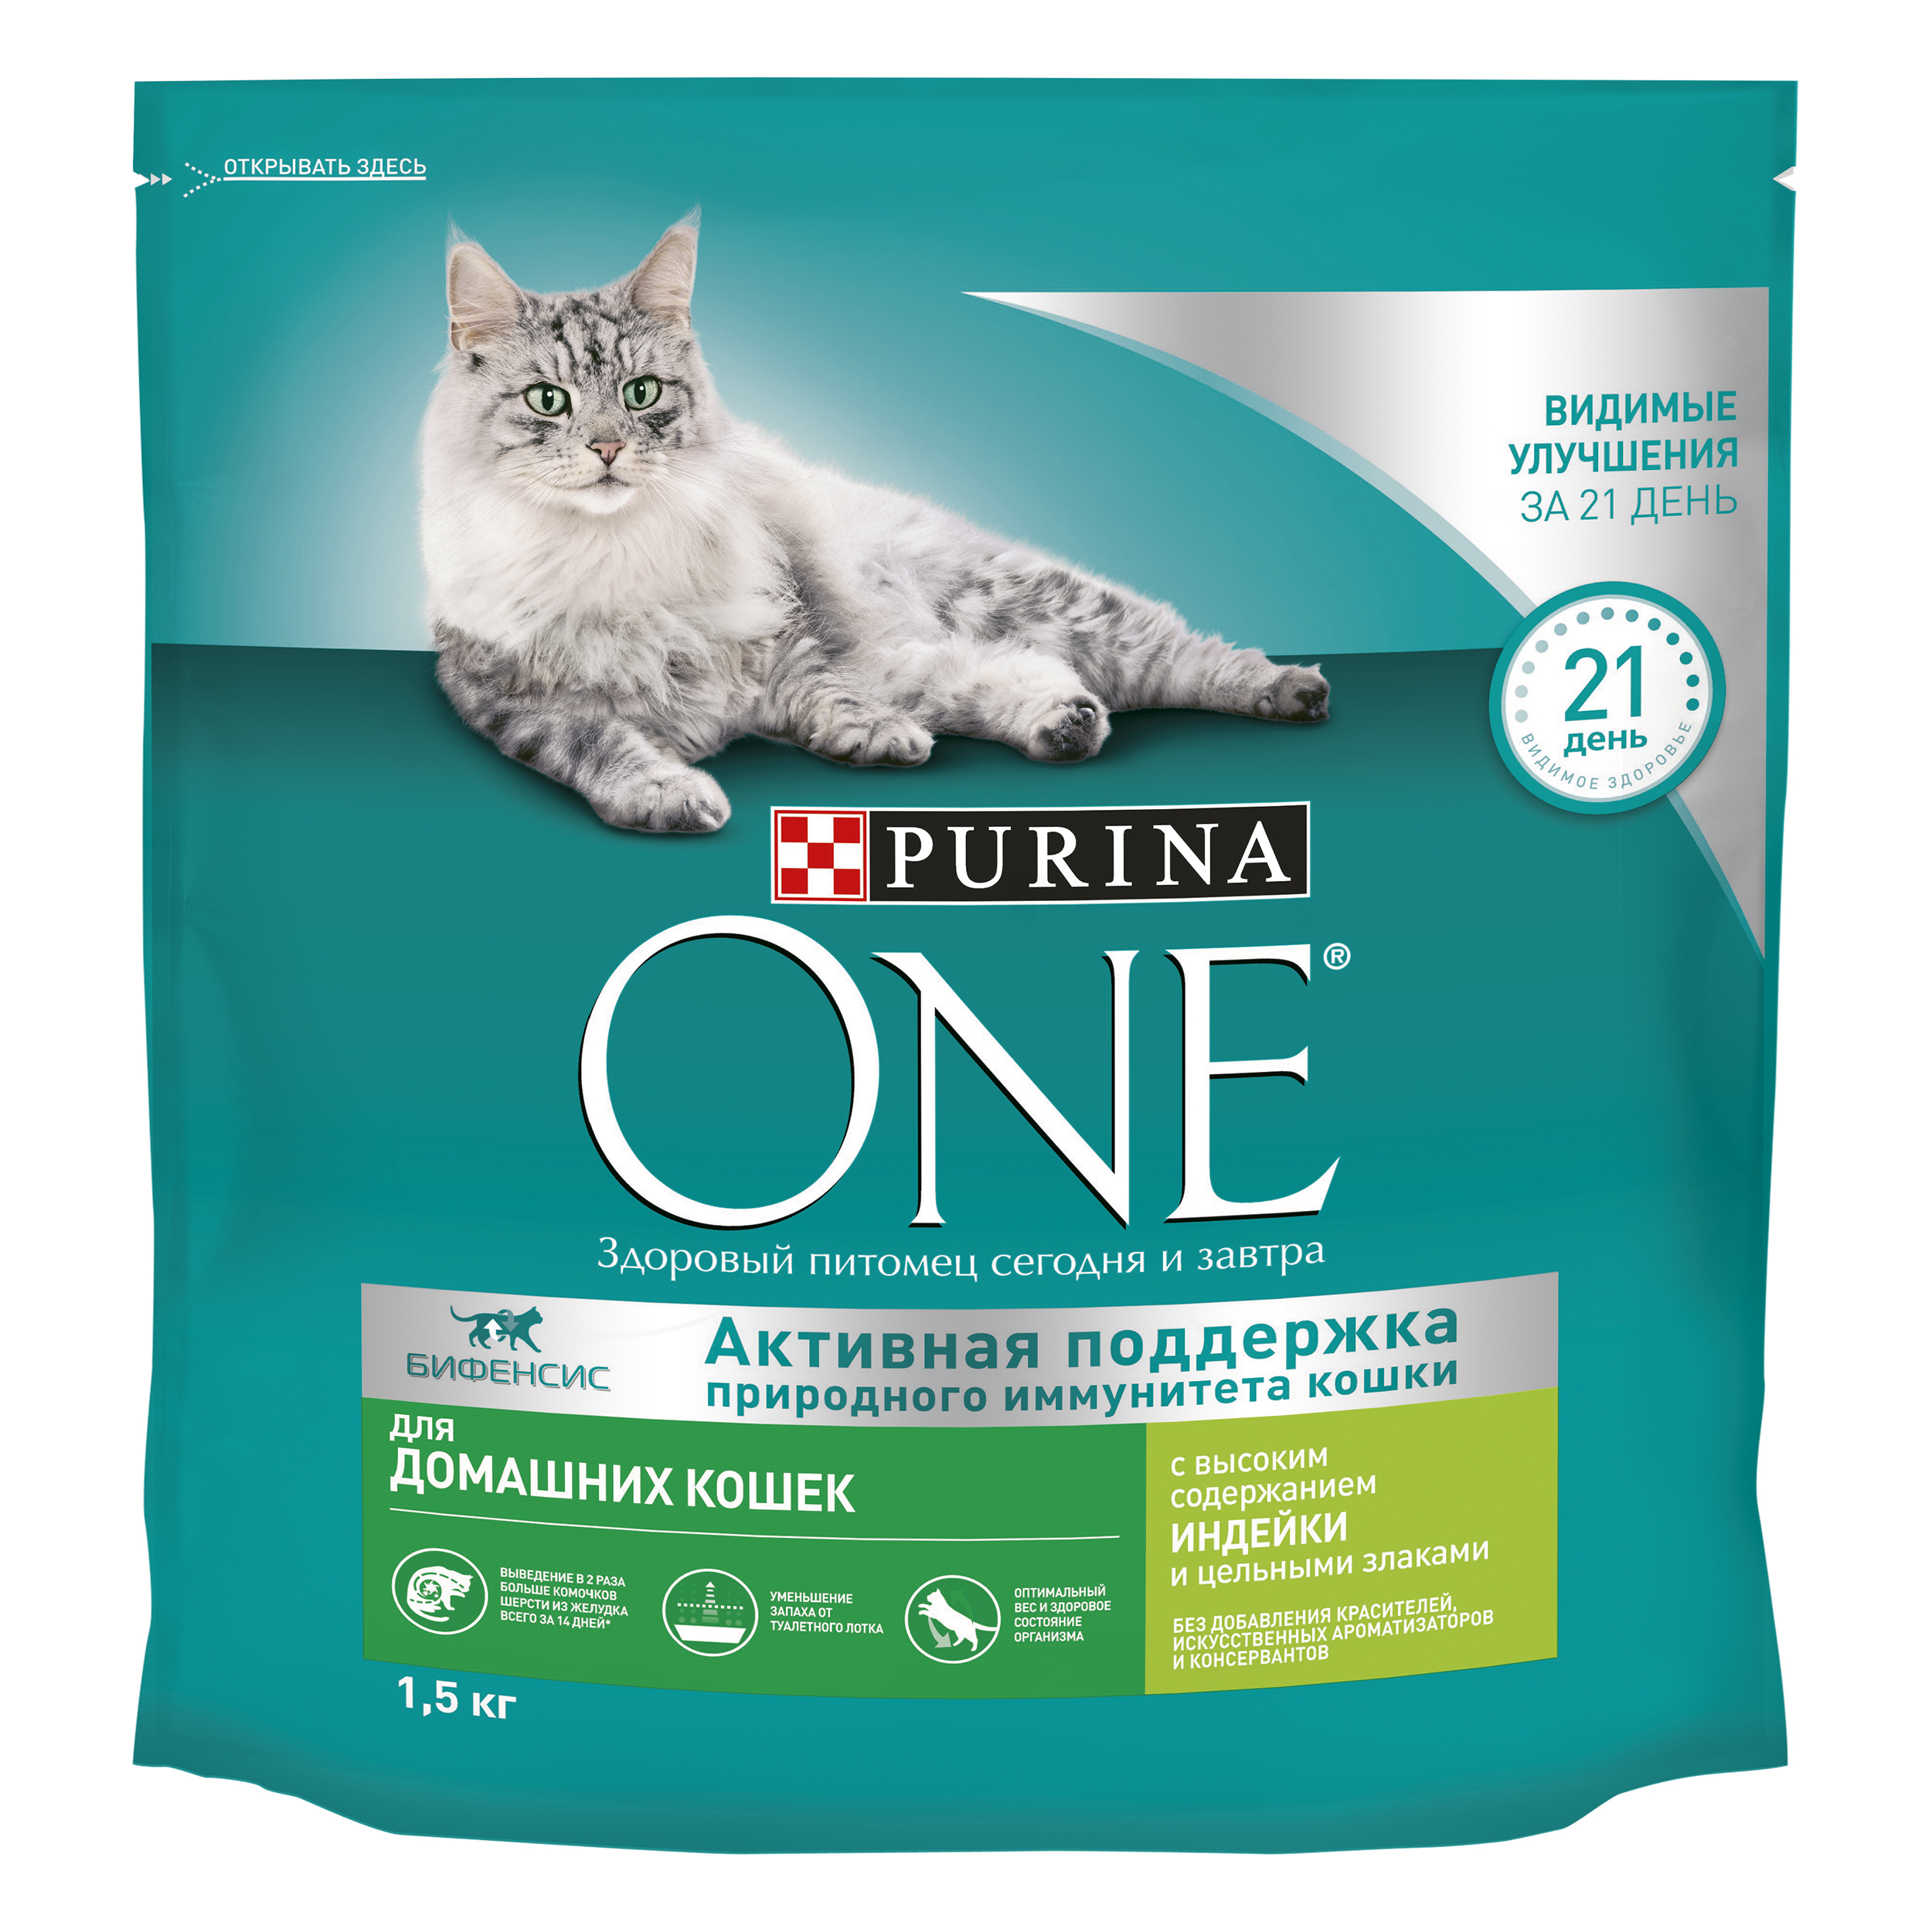 ОТКРЫВАТЬ ЗДЕСЬ
ВИДИМЫЕ
УЛУЧШЕНИЯ
ЗА 21 ДЕНЬ
21
день
ВИДИМОЕ ЗДОРОВЬЕ
PURINA
ONE®
Здоровый питомец сегодня и завтра
БИФЕНСИС
Активная поддержка
природного иммунитета кошки
для
ДОМАШНИХ КОШЕК
ВЫВЕДЕНИЕ В 2 РАЗА
БОЛЬШЕ КОМОЧКОВ
ШЕРСТИ ИЗ ЖЕЛУДКА
ВСЕГО ЗА 14 ДНЕЙ*
УМЕНЬШЕНИЕ
ЗАПАХА ОТ
ТУАЛЕТНОГО ЛОТКА
ОПТИМАЛЬНЫЙ
ВЕС И ЗДОРОВОЕ
СОСТОЯНИЕ
ОРГАНИЗМА
с высоким
содержанием
ИНДЕЙКИ
и цельными злаками
БЕЗ ДОБАВЛЕНИЯ КРАСИТЕЛЕЙ,
ИСКУССТВЕННЫХ АРОМАТИЗАТОРОВ
И КОНСЕРВАНТОВ
1,5 кг